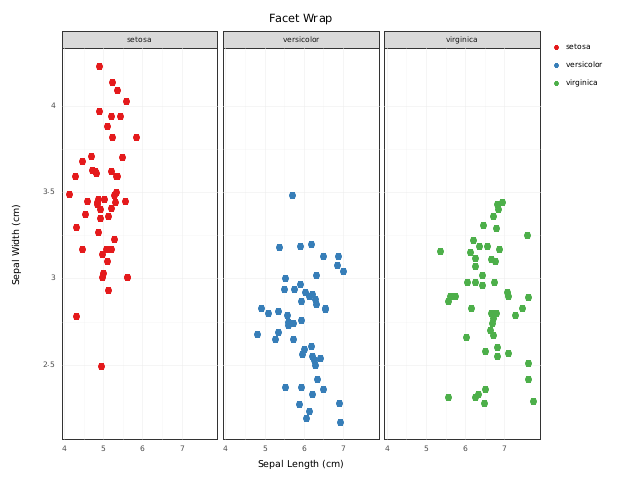 Facet Wrap
setosa
versicolor
virginica
setosa
versicolor
virginica
4
3.5
3
2.5
Sepal Width (cm)
4 5 6 7
4 5 6 7
4 5 6 7
Sepal Length (cm)